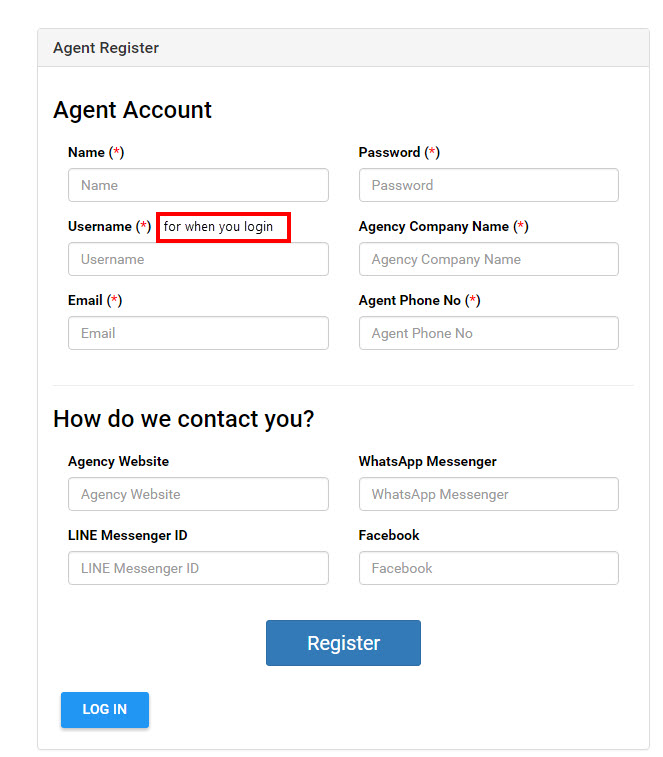 Agent Register
Agent Account
Name (*)
Password (*)
Name
Password
Username (*) for when you login
Agency Company Name (*)
Username
Agency Company Name
Email (*)
Agent Phone No (*)
Email
Agent Phone No
How do we contact you?
Agency Website
WhatsApp Messenger
Agency Website
WhatsApp Messenger
LINE Messenger ID
Facebook
LINE Messenger ID
Facebook
Register
LOG IN